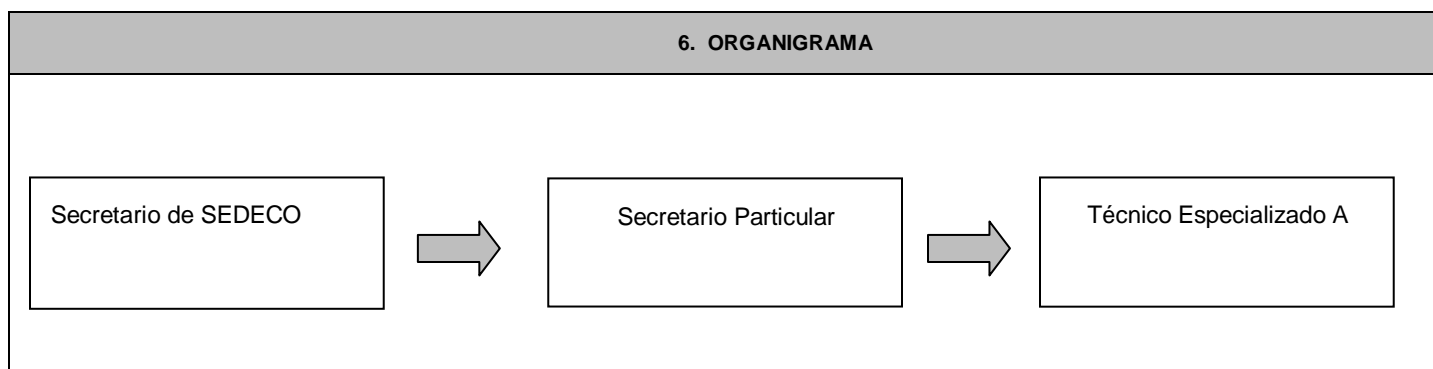 6. ORGANIGRAMA
Secretario de SEDECO
Secretario Particular
Técnico Especializado A